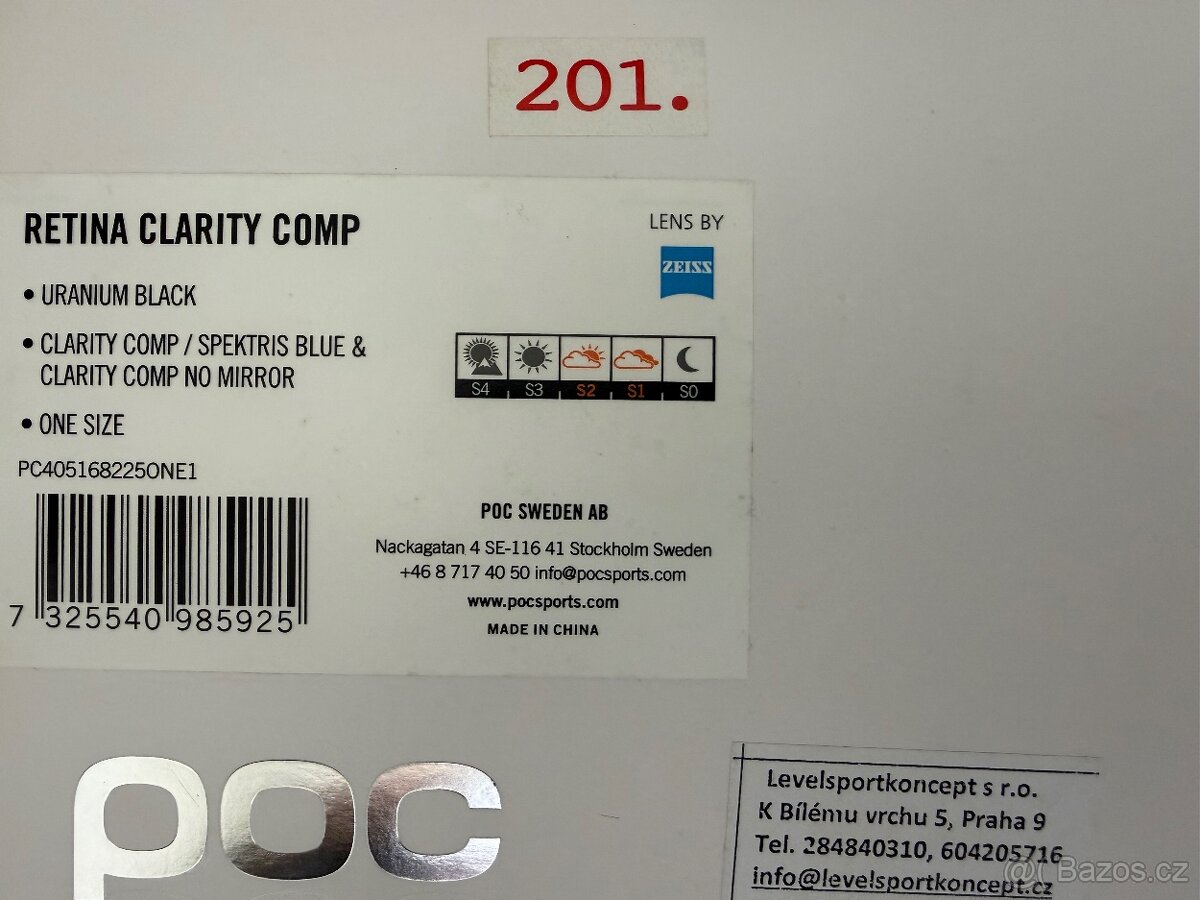 201.
RETINA CLARITY COMP
LENS BY
ZEISS
• URANIUM BLACK
• CLARITY COMP / SPEKTRIS BLUE &
CLARITY COMP NO MIRROR
S4 S3 S2 S1 S0
• ONE SIZE
PC405168225ONE1
7 325540 985925
POC SWEDEN AB
Nackagatan 4 SE-116 41 Stockholm Sweden
+46 8 717 40 50 info@pocsports.com
www.pocsports.com
MADE IN CHINA
poc
Levelsportkoncept s r.o.
K Bílému vrchu 5, Praha 9
Tel. 284840310, 604205716
info@levelsportkoncept.cz
@ Bazos.cz